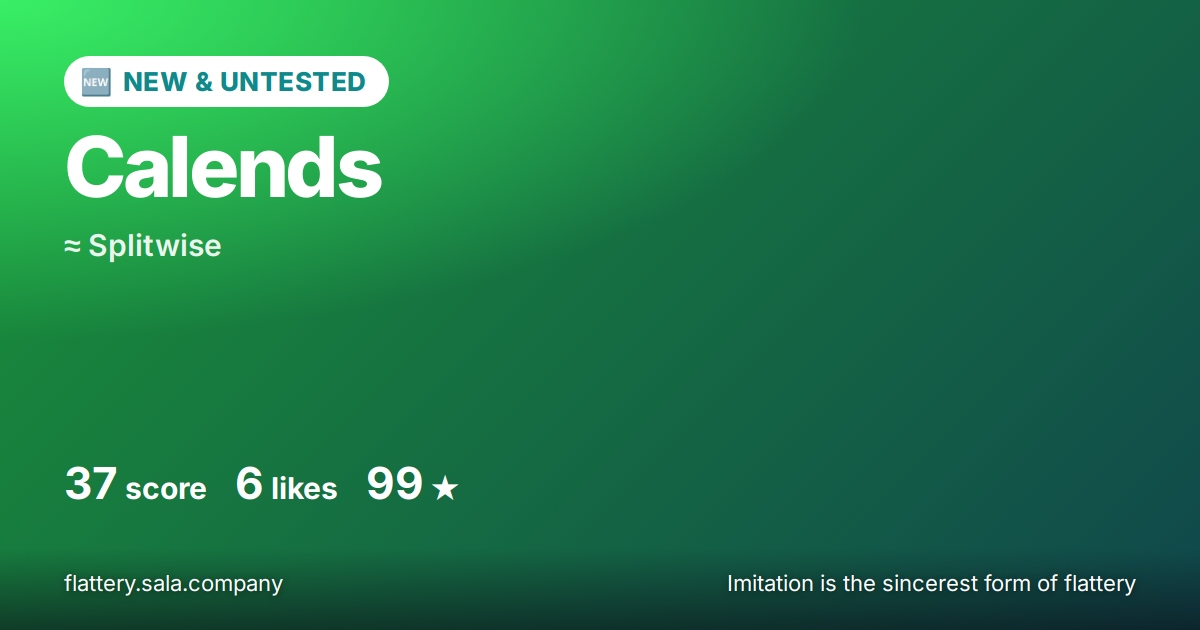 🆕 NEW & UNTESTED
Calends
≈ Splitwise
37 score 6 likes 99 ★
flattery.sala.company
Imitation is the sincerest form of flattery